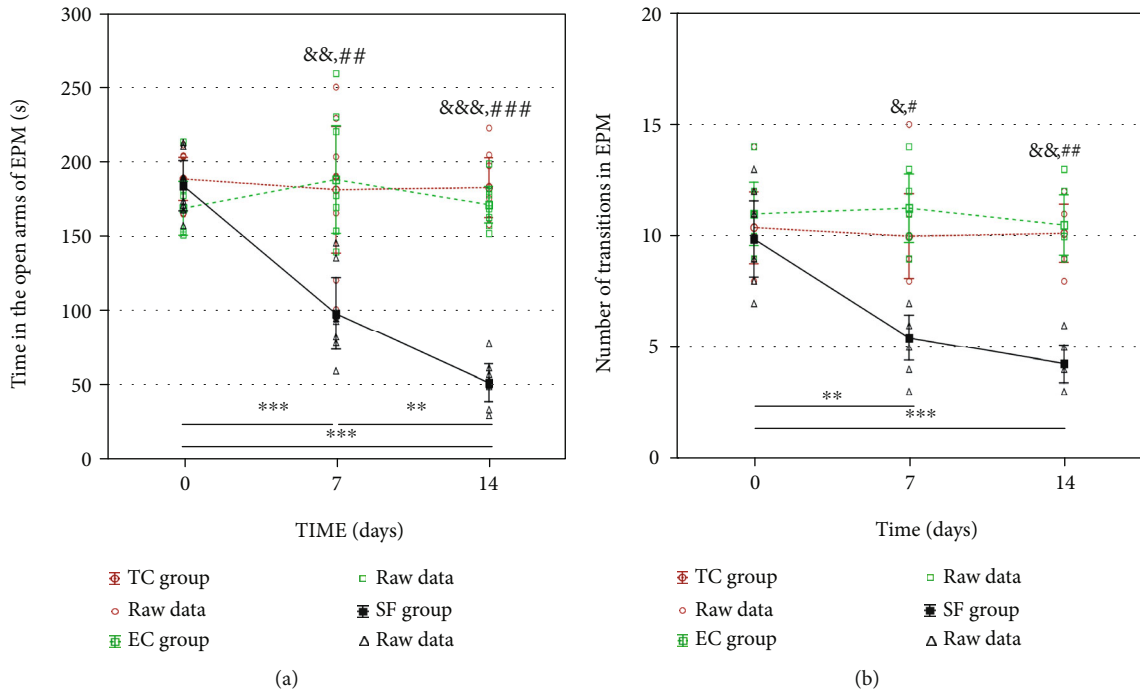 300
250
200
150
100
50
0
Time in the open arms of EPM (s)
&&,##
&&&,###
***
**
***
0 7 14
TIME (days)
TC group
Raw data
EC group
Raw data
SF group
Raw data
(a)
20
15
10
5
0
Number of transitions in EPM
&,#
&&,##
**
***
0 7 14
Time (days)
TC group
Raw data
EC group
Raw data
SF group
Raw data
(b)